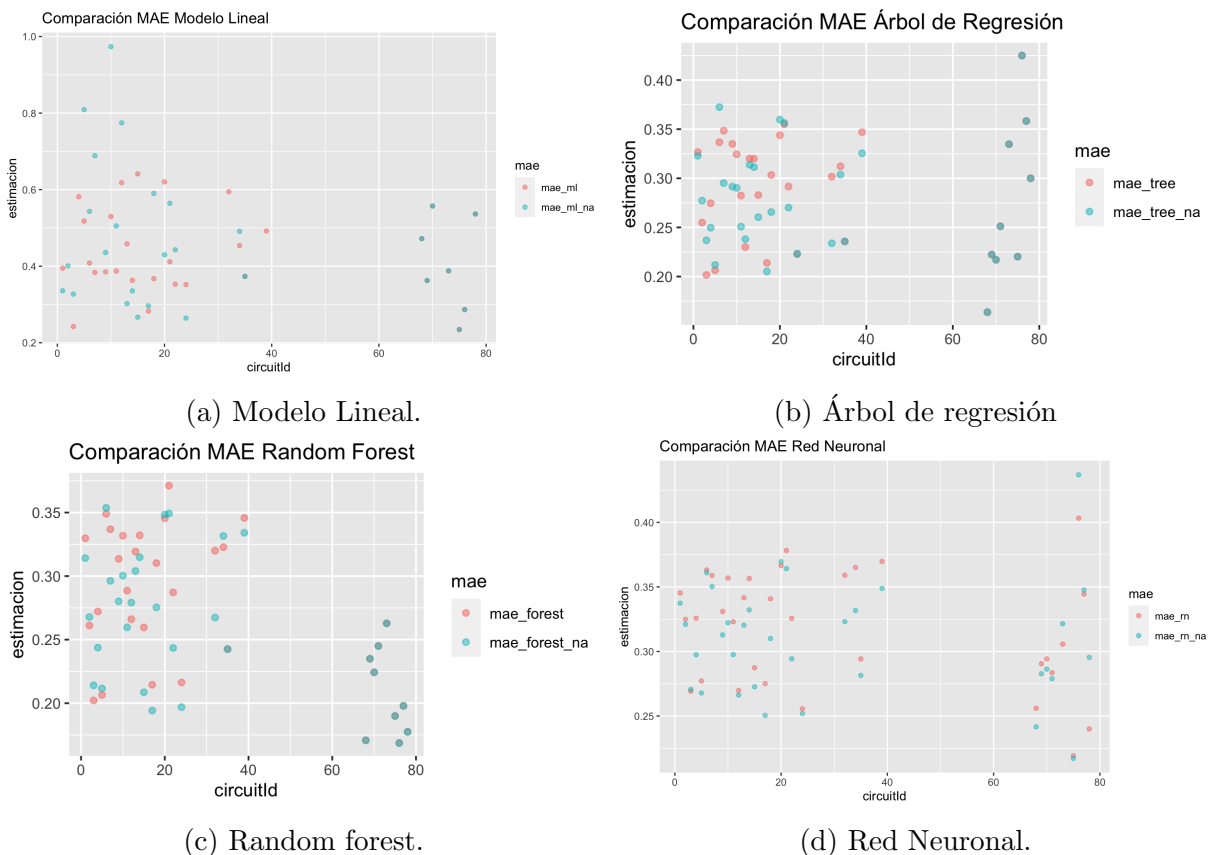 Comparación MAE Modelo Lineal
1.0
0.8
0.6
0.4
0.2
estimacion
0
20
40
60
80
circuitId
mae
mae_ml
mae_ml_na
(a) Modelo Lineal.
Comparación MAE Árbol de Regresión
0.40
0.35
0.30
0.25
0.20
estimacion
0
20
40
60
80
circuitId
mae
mae_tree
mae_tree_na
(b) Árbol de regresión
Comparación MAE Random Forest
0.35
0.30
0.25
0.20
estimacion
0
20
40
60
80
circuitId
mae
mae_forest
mae_forest_na
(c) Random forest.
Comparación MAE Red Neuronal
0.40
0.35
0.30
0.25
estimacion
0
20
40
60
80
circuitId
mae
mae_rn
mae_rn_na
(d) Red Neuronal.